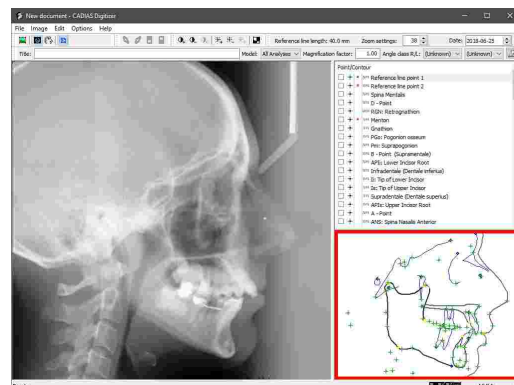 New document - CADIAS Digitizer
File Image Edit Options Help
Reference line length: 40.0 mm Zoom settings: 38 Date: 2018-06-25
Title: Model: All Analyses Magnification factor: 1.00 Angle class R/L: (Unknown) (Unknown)
Point/Contour
Reference line point 1
Reference line point 2
Spina Mentalis
D - Point
RGN: Retrognathion
Menton
Gnathion
PGo: Pogonion osseum
Pm: Suprapogonion
B - Point (Supramentale)
APIi: Lower Incisor Root
Infradentale (Dentale inferius)
Ii: Tip of Lower Incisor
Is: Tip of Upper Incisor
Supradentale (Dentale superius)
APIs: Upper Incisor Root
A - Point
ANS: Spina Nasalis Anterior